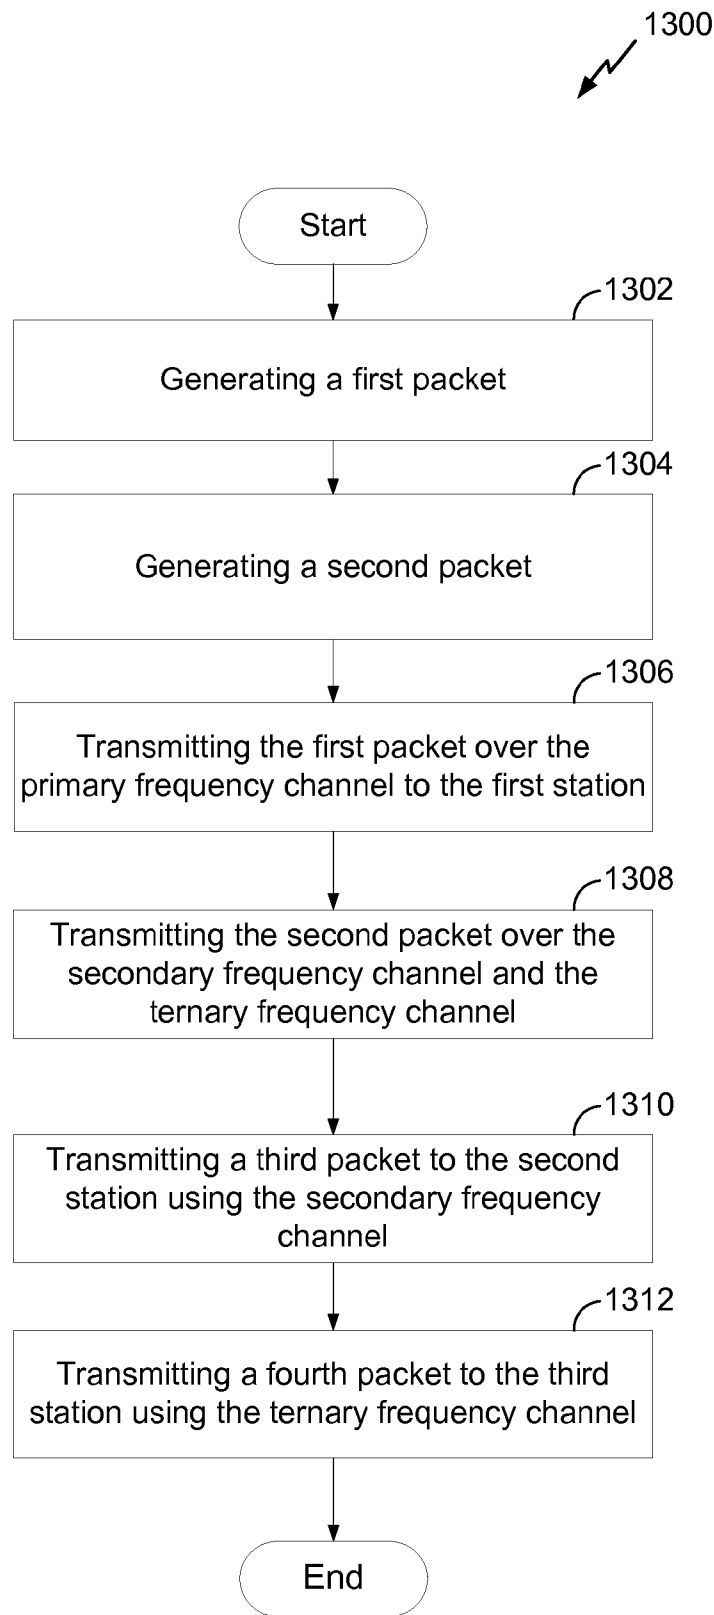 1300
Start
1302
Generating a first packet
1304
Generating a second packet
1306
Transmitting the first packet over the
primary frequency channel to the first station
1308
Transmitting the second packet over the
secondary frequency channel and the
ternary frequency channel
1310
Transmitting a third packet to the second
station using the secondary frequency
channel
1312
Transmitting a fourth packet to the third
station using the ternary frequency channel
End